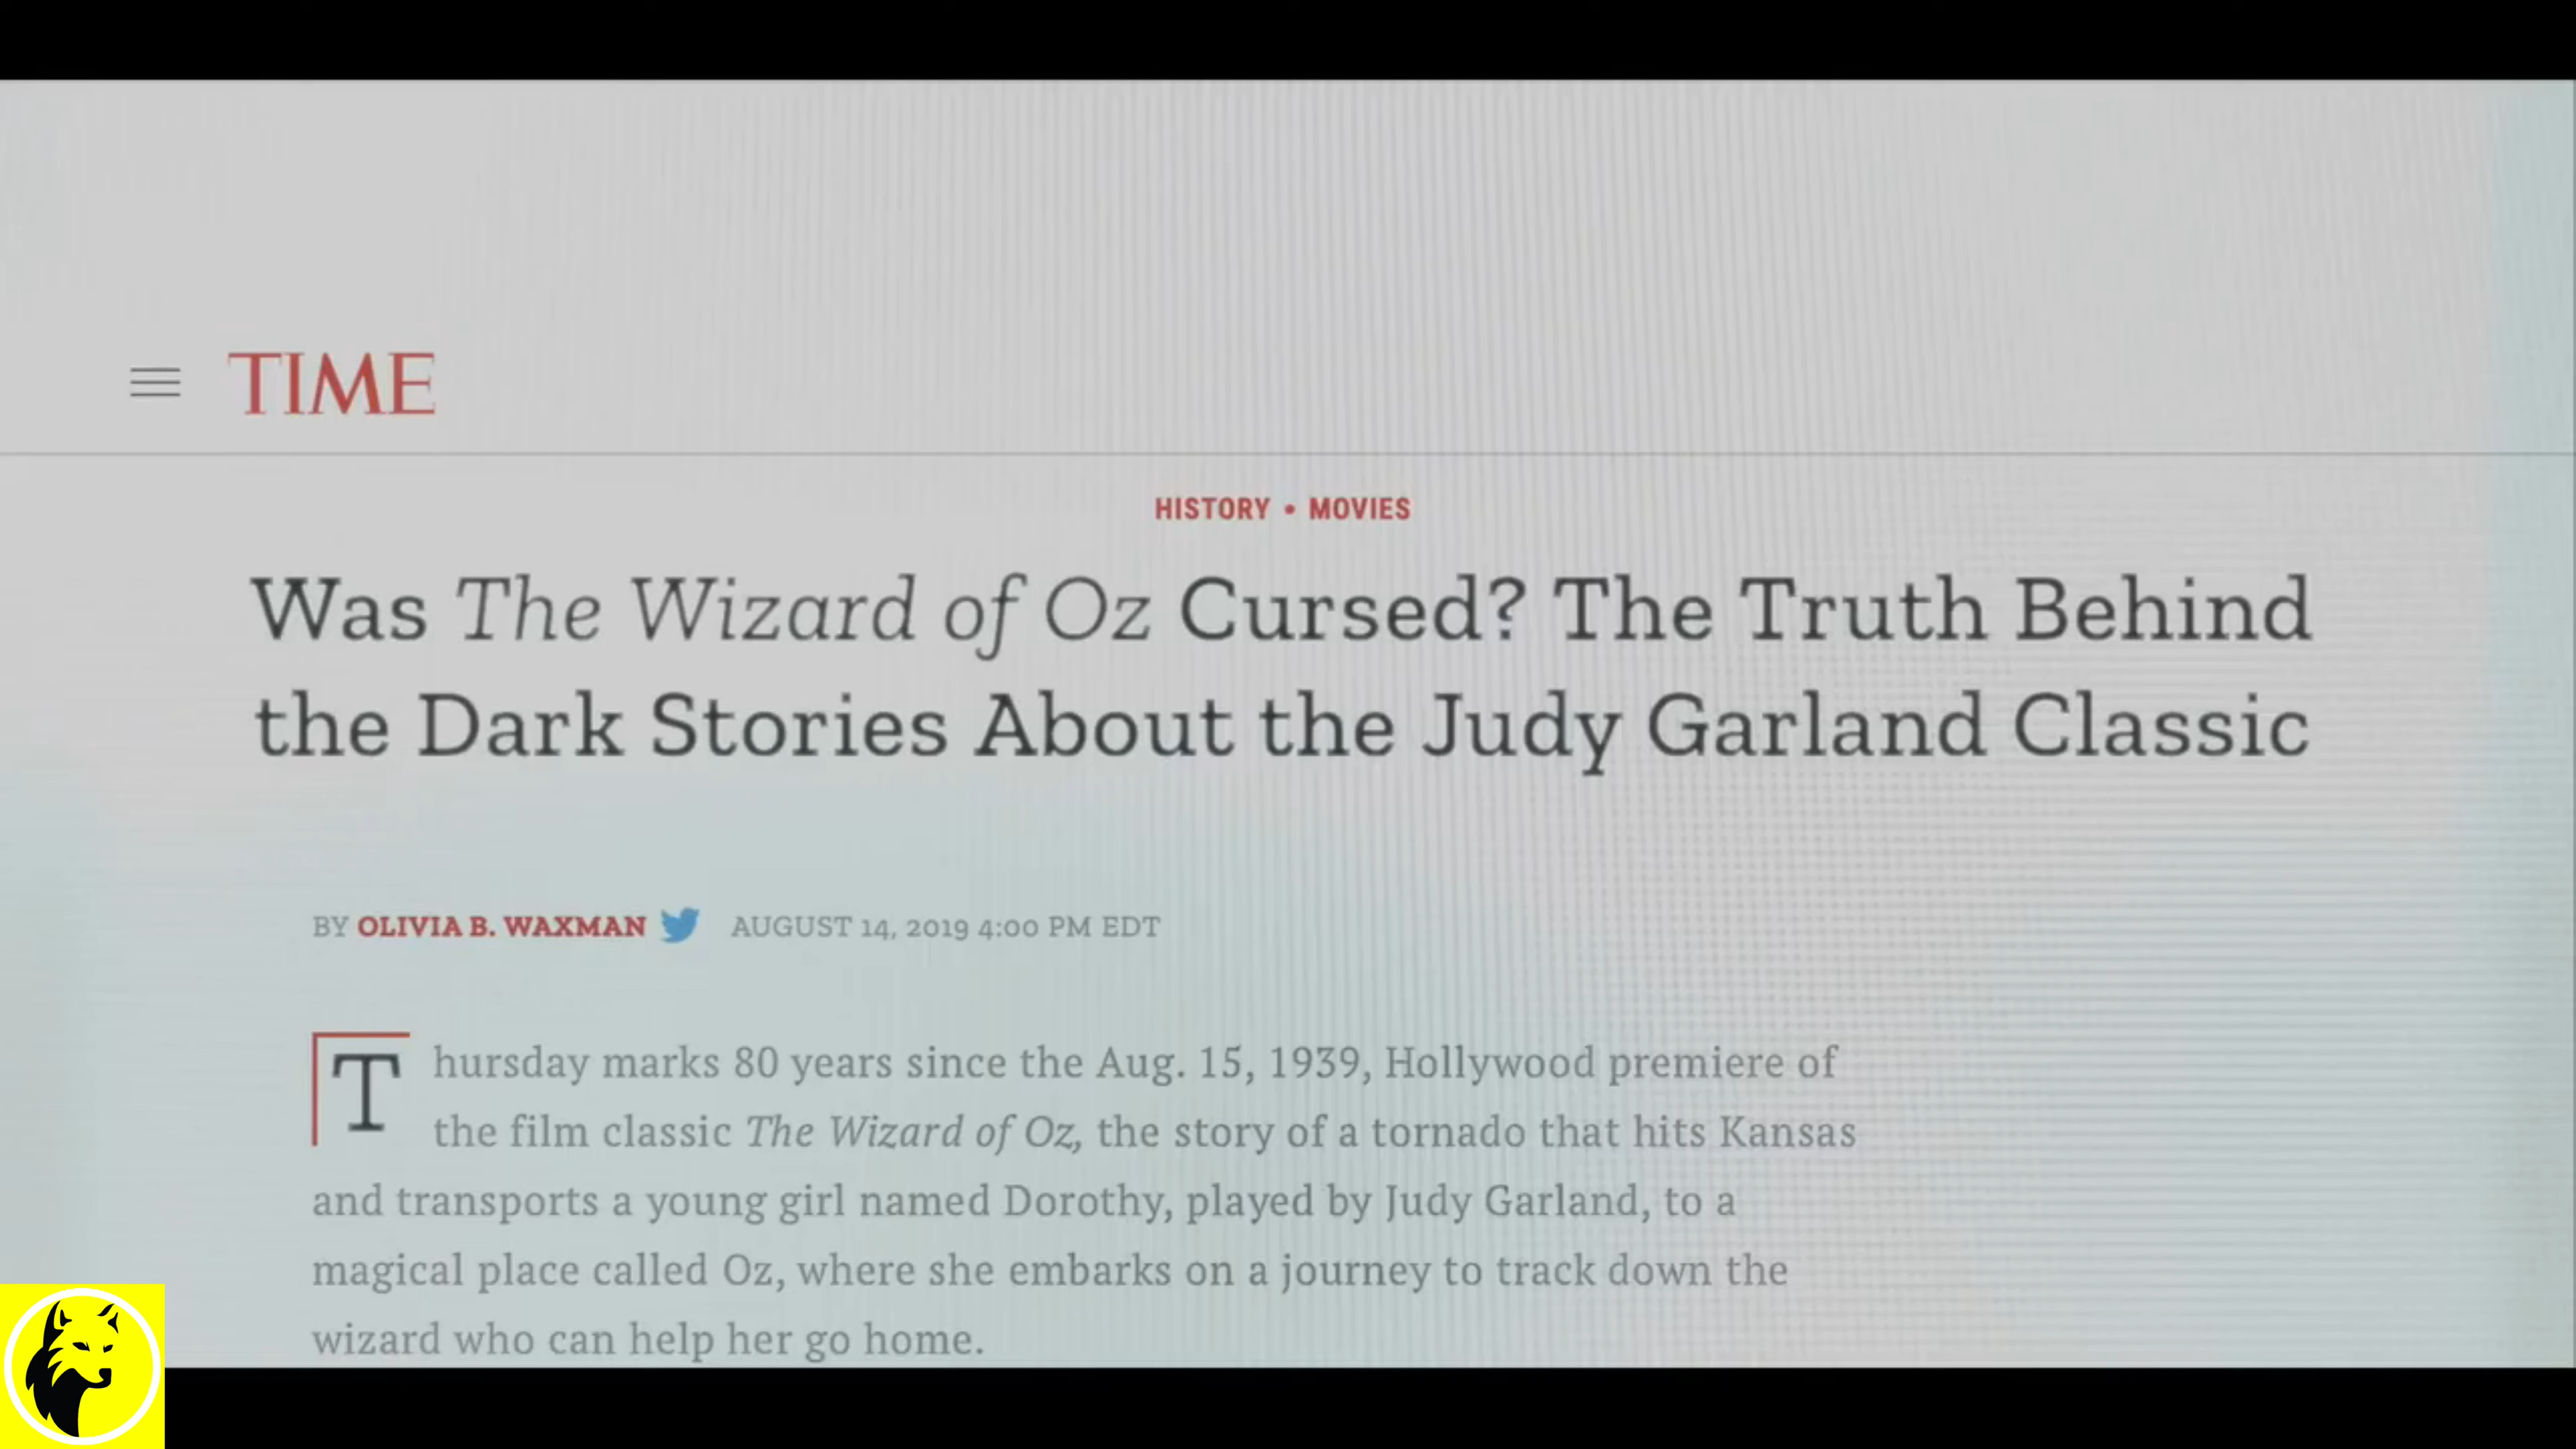 TIME
HISTORY • MOVIES
Was The Wizard of Oz Cursed? The Truth Behind
the Dark Stories About the Judy Garland Classic
BY OLIVIA B. WAXMAN AUGUST 14, 2019 4:00 PM EDT
Thursday marks 80 years since the Aug. 15, 1939, Hollywood premiere of
the film classic The Wizard of Oz, the story of a tornado that hits Kansas
and transports a young girl named Dorothy, played by Judy Garland, to a
magical place called Oz, where she embarks on a journey to track down the
wizard who can help her go home.